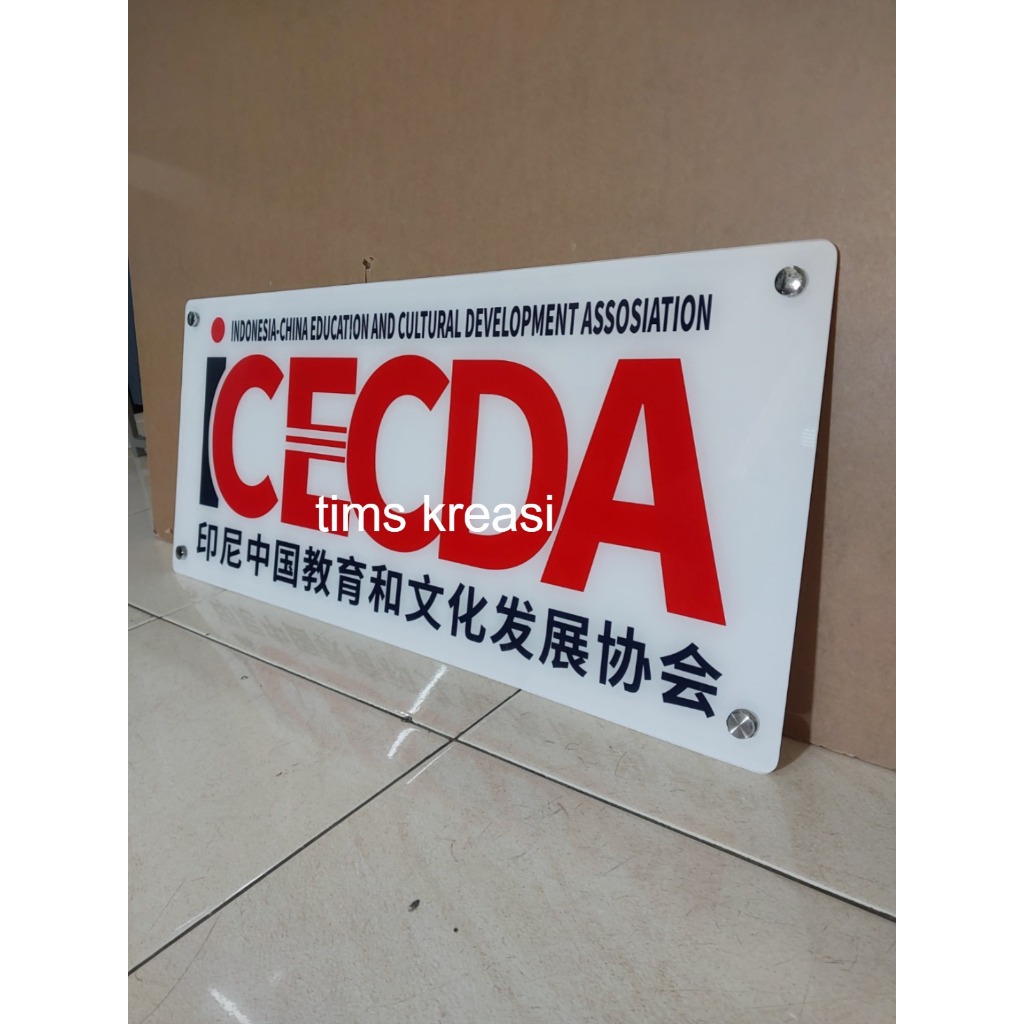 INDONESIA-CHINA EDUCATION AND CULTURAL DEVELOPMENT ASSOSIATION
iCECDA
tims kreasi
印尼中国教育和文化发展协会